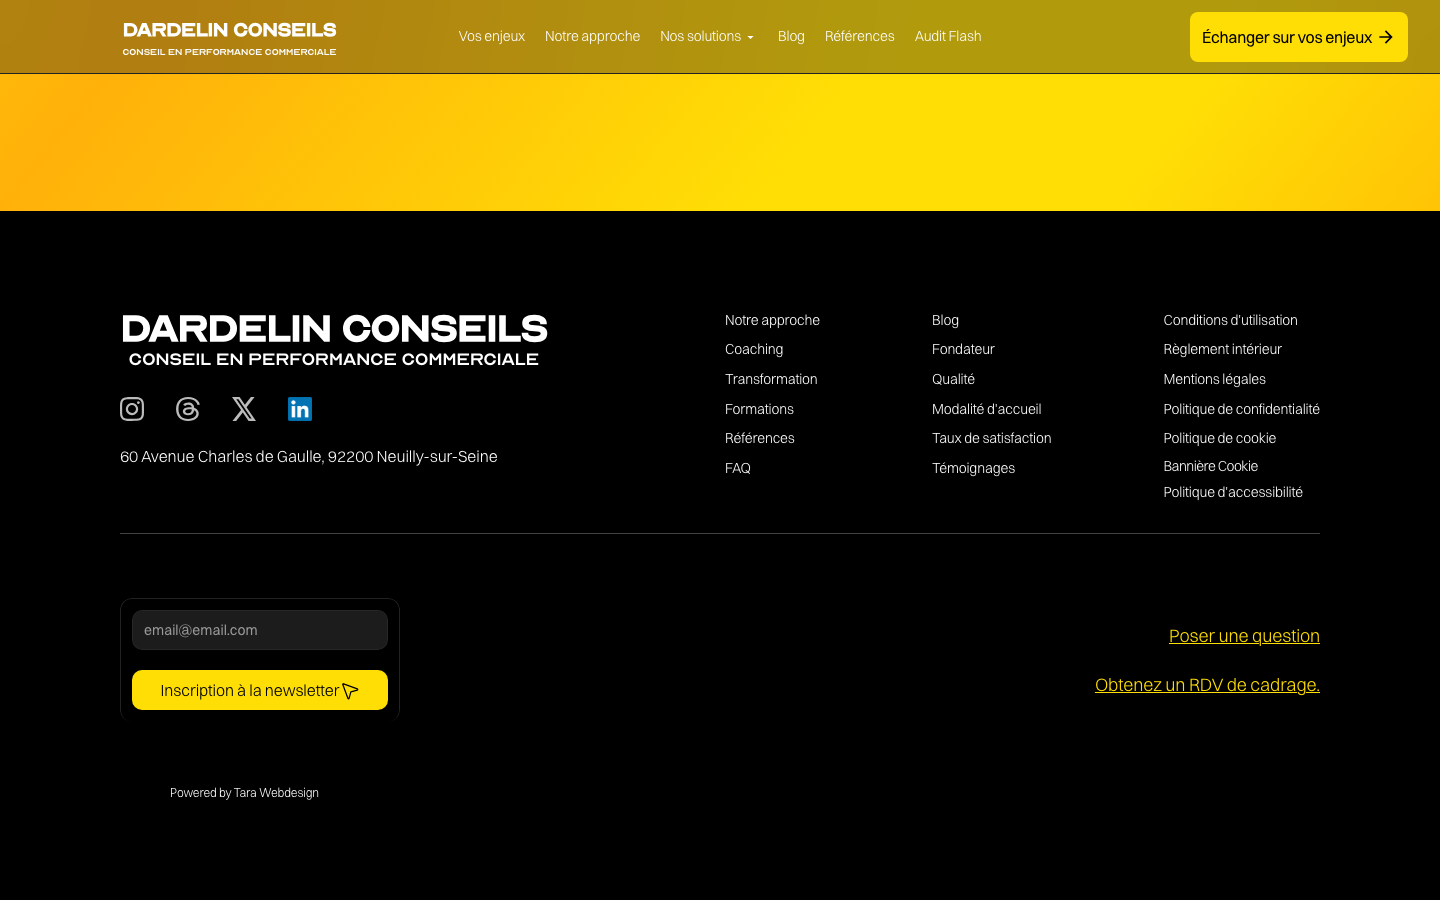 DARDELIN CONSEILS
CONSEIL EN PERFORMANCE COMMERCIALE
Vos enjeux
Notre approche
Nos solutions
Blog
Références
Audit Flash
Échanger sur vos enjeux
DARDELIN CONSEILS
CONSEIL EN PERFORMANCE COMMERCIALE
60 Avenue Charles de Gaulle, 92200 Neuilly-sur-Seine
Notre approche
Coaching
Transformation
Formations
Références
FAQ
Blog
Fondateur
Qualité
Modalité d'accueil
Taux de satisfaction
Témoignages
Conditions d'utilisation
Règlement intérieur
Mentions légales
Politique de confidentialité
Politique de cookie
Bannière Cookie
Politique d'accessibilité
email@email.com
Inscription à la newsletter
Poser une question
Obtenez un RDV de cadrage.
Powered by Tara Webdesign